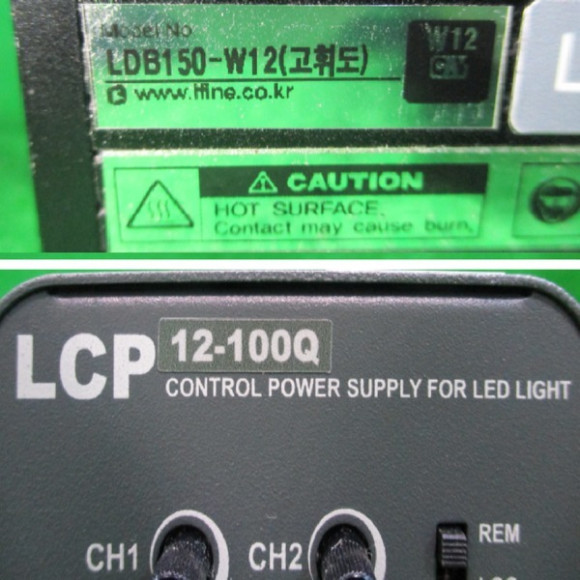 Model No
LDB150-W12(고휘도)
www.lfine.co.kr
W12
L
CAUTION
HOT SURFACE.
Contact may cause burn.
LCP 12-100Q
CONTROL POWER SUPPLY FOR LED LIGHT
CH1 CH2 REM